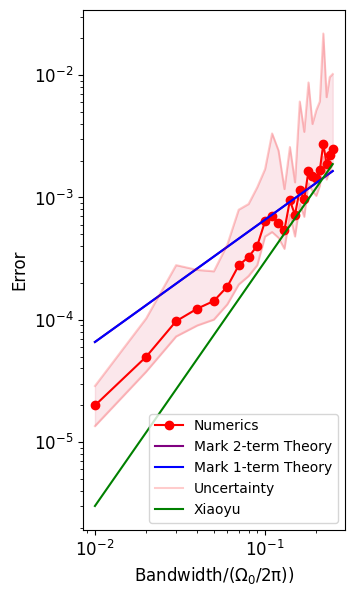 10⁻²
10⁻³
10⁻⁴
10⁻⁵
Error
Numerics
Mark 2-term Theory
Mark 1-term Theory
Uncertainty
Xiaoyu
10⁻² 10⁻¹
Bandwidth/(Ω₀/2π))